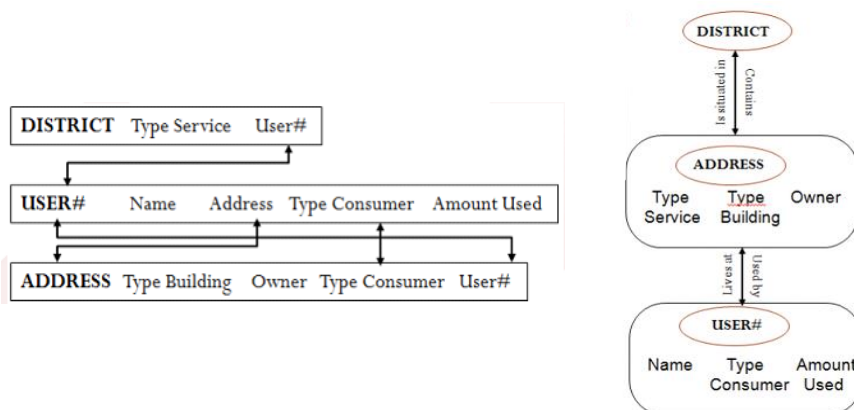 DISTRICT Type Service User#
USER# Name Address Type Consumer Amount Used
ADDRESS Type Building Owner Type Consumer User#
DISTRICT
Is situated in
Contains
ADDRESS
Type Type Owner
Service Building
Lives at
Used by
USER#
Name Type Amount
Consumer Used